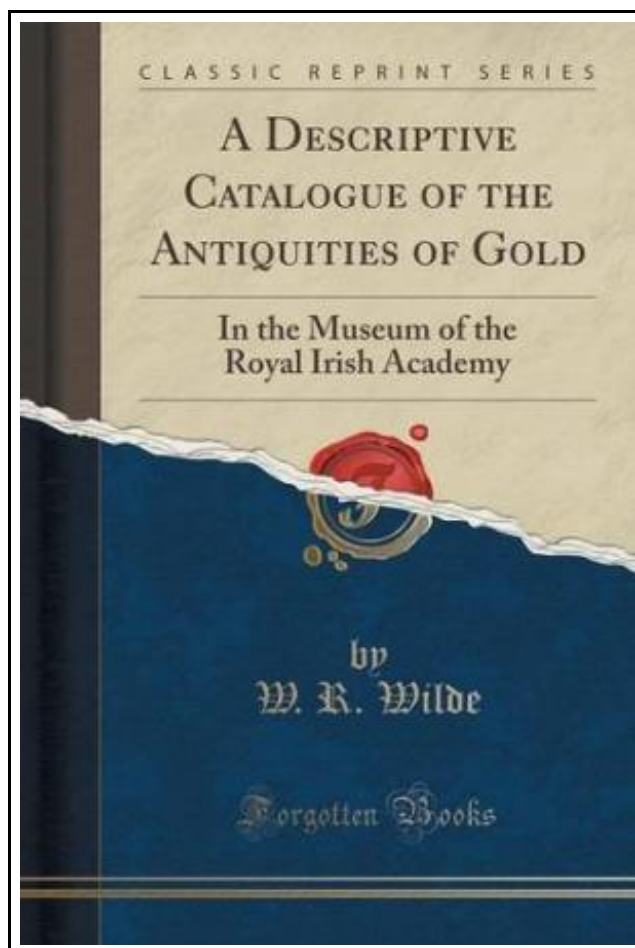 CLASSIC REPRINT SERIES
A DESCRIPTIVE
CATALOGUE OF THE
ANTIQUITIES OF GOLD
In the Museum of the
Royal Irish Academy
F
by
W. R. Wilde
Forgotten Books